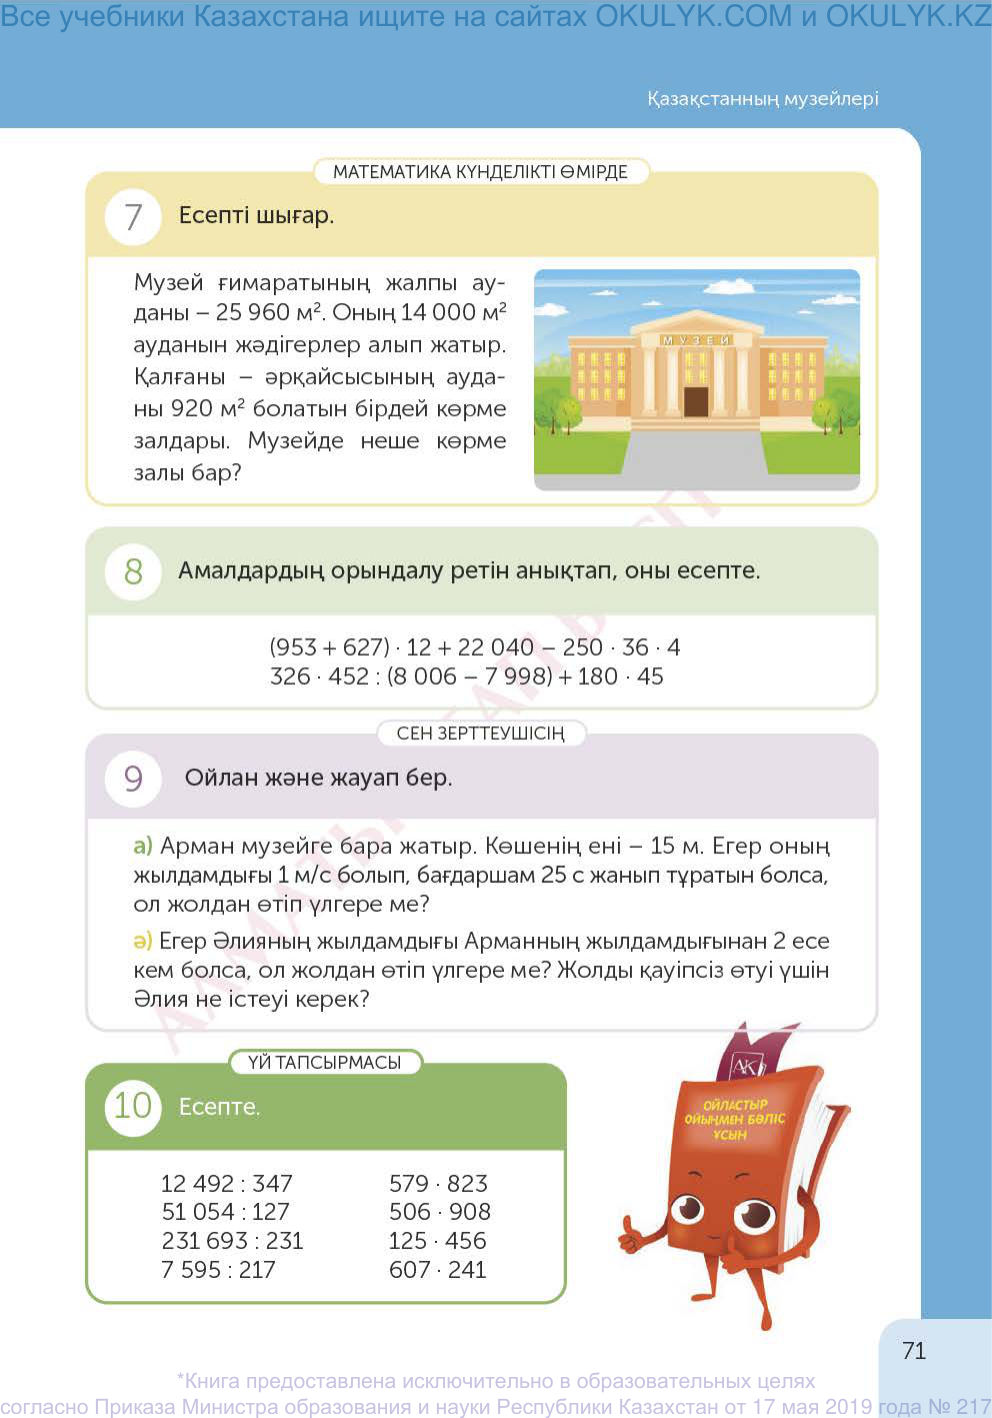 Все учебники Казахстана ищите на сайтах OKULYK.COM и OKULYK.KZ
Қазақстанның музейлері
МАТЕМАТИКА КҮНДЕЛІКТІ ӨМІРДЕ
7 Есепті шығар.
Музей ғимаратының жалпы ау-
даны – 25 960 м². Оның 14 000 м²
ауданын жәдігерлер алып жатыр.
Қалғаны – әрқайсысының ауда-
ны 920 м² болатын бірдей көрме
залдары. Музейде неше көрме
залы бар?
МУЗЕЙ
8 Амалдардың орындалу ретін анықтап, оны есепте.
(953 + 627) · 12 + 22 040 – 250 · 36 · 4
326 · 452 : (8 006 – 7 998) + 180 · 45
СЕН ЗЕРТТЕУШІСІҢ
9 Ойлан және жауап бер.
а) Арман музейге бара жатыр. Көшенің ені – 15 м. Егер оның
жылдамдығы 1 м/с болып, бағдаршам 25 с жанып тұратын болса,
ол жолдан өтіп үлгере ме?
ә) Егер Әлияның жылдамдығы Арманның жылдамдығынан 2 есе
кем болса, ол жолдан өтіп үлгере ме? Жолды қауіпсіз өтуі үшін
Әлия не істеуі керек?
ҮЙ ТАПСЫРМАСЫ
10 Есепте.
12 492 : 347 579 · 823
51 054 : 127 506 · 908
231 693 : 231 125 · 456
7 595 : 217 607 · 241
АК
ОЙЛАСТЫР
ОЙЫҢМЕН БӨЛІС
ҰСЫН
71
*Книга предоставлена исключительно в образовательных целях
согласно Приказа Министра образования и науки Республики Казахстан от 17 мая 2019 года № 217